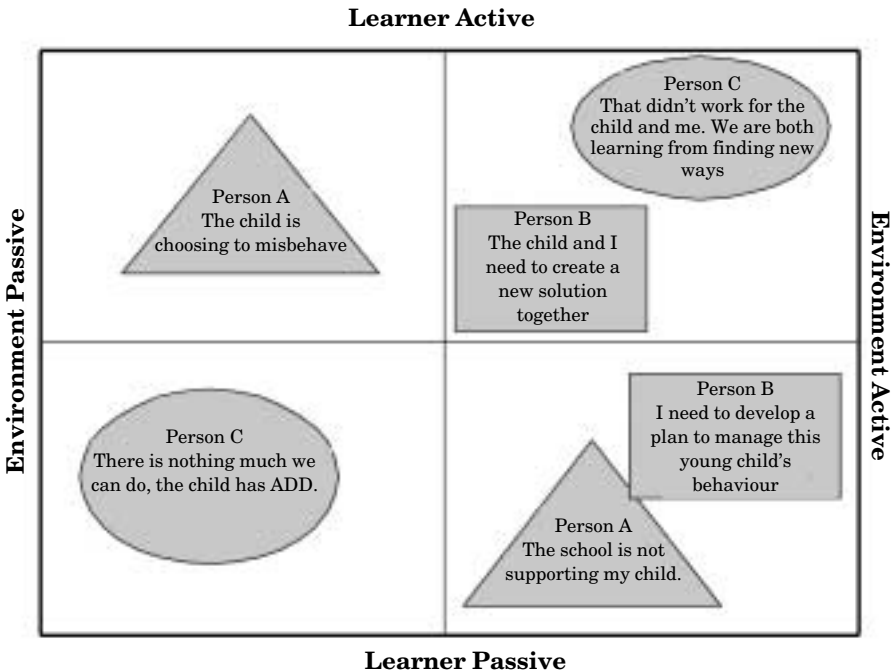 Learner Active
Environment Passive
Person A
The child is
choosing to misbehave
Person C
That didn't work for the
child and me. We are both
learning from finding new
ways
Person B
The child and I
need to create a
new solution
together
Environment Active
Person C
There is nothing much we
can do, the child has ADD.
Person B
I need to develop a
plan to manage this
young child's
behaviour
Person A
The school is not
supporting my child.
Learner Passive